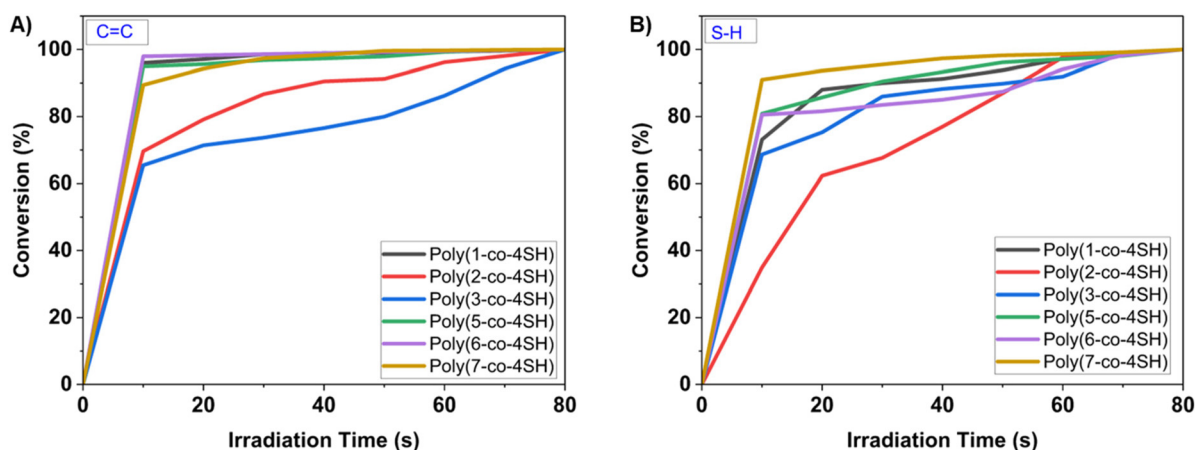 A)
C=C
100
80
60
40
20
0
Conversion (%)
Poly(1-co-4SH)
Poly(2-co-4SH)
Poly(3-co-4SH)
Poly(5-co-4SH)
Poly(6-co-4SH)
Poly(7-co-4SH)
0 20 40 60 80
Irradiation Time (s)
B)
S-H
100
80
60
40
20
0
Conversion (%)
Poly(1-co-4SH)
Poly(2-co-4SH)
Poly(3-co-4SH)
Poly(5-co-4SH)
Poly(6-co-4SH)
Poly(7-co-4SH)
0 20 40 60 80
Irradiation Time (s)